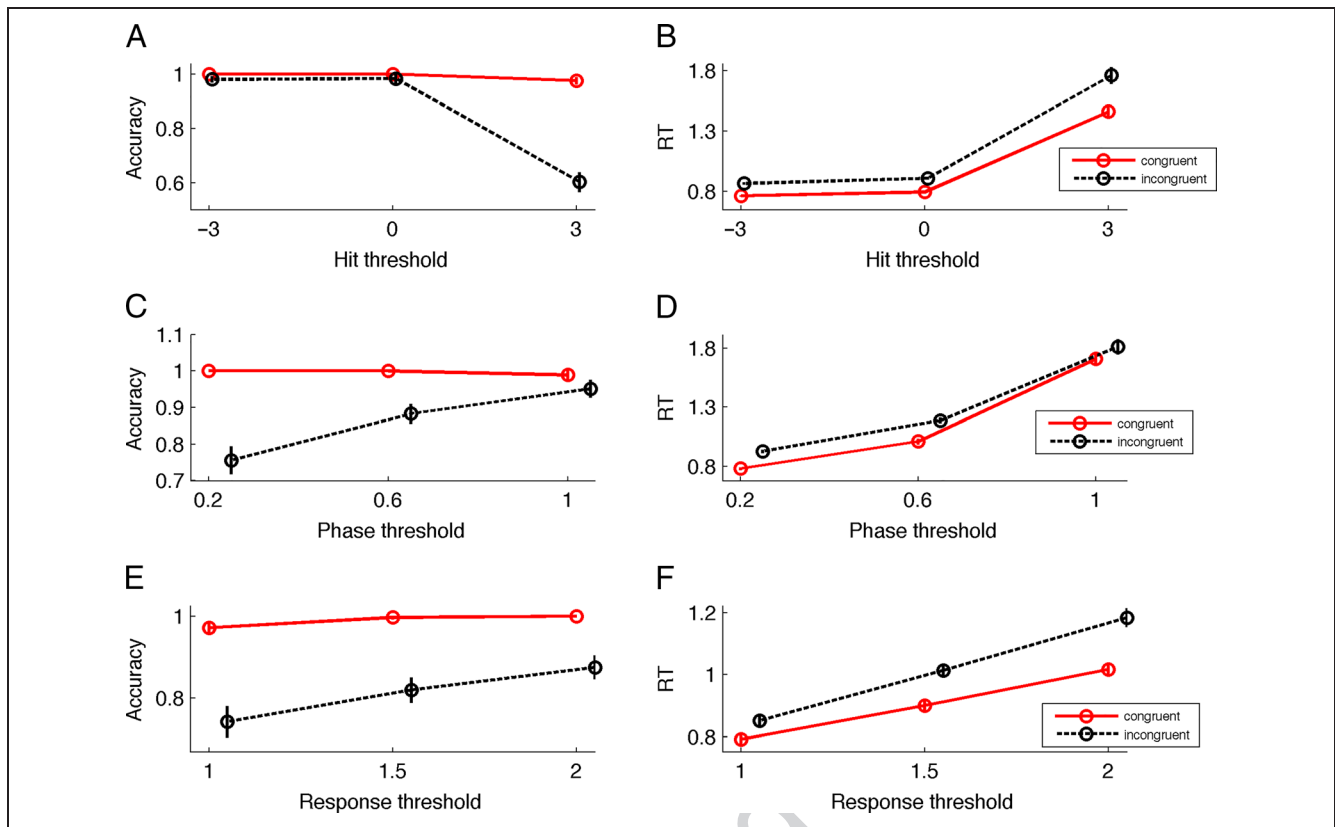 A
Accuracy
1
0.8
0.6
−3 0 3
Hit threshold
B
RT
1.8
1.3
0.8
−3 0 3
Hit threshold
congruent
incongruent
C
Accuracy
1.1
1
0.9
0.8
0.7
0.2 0.6 1
Phase threshold
D
RT
1.8
1.3
0.8
0.2 0.6 1
Phase threshold
congruent
incongruent
E
Accuracy
1
0.8
1 1.5 2
Response threshold
F
RT
1.2
1
0.8
1 1.5 2
Response threshold
congruent
incongruent